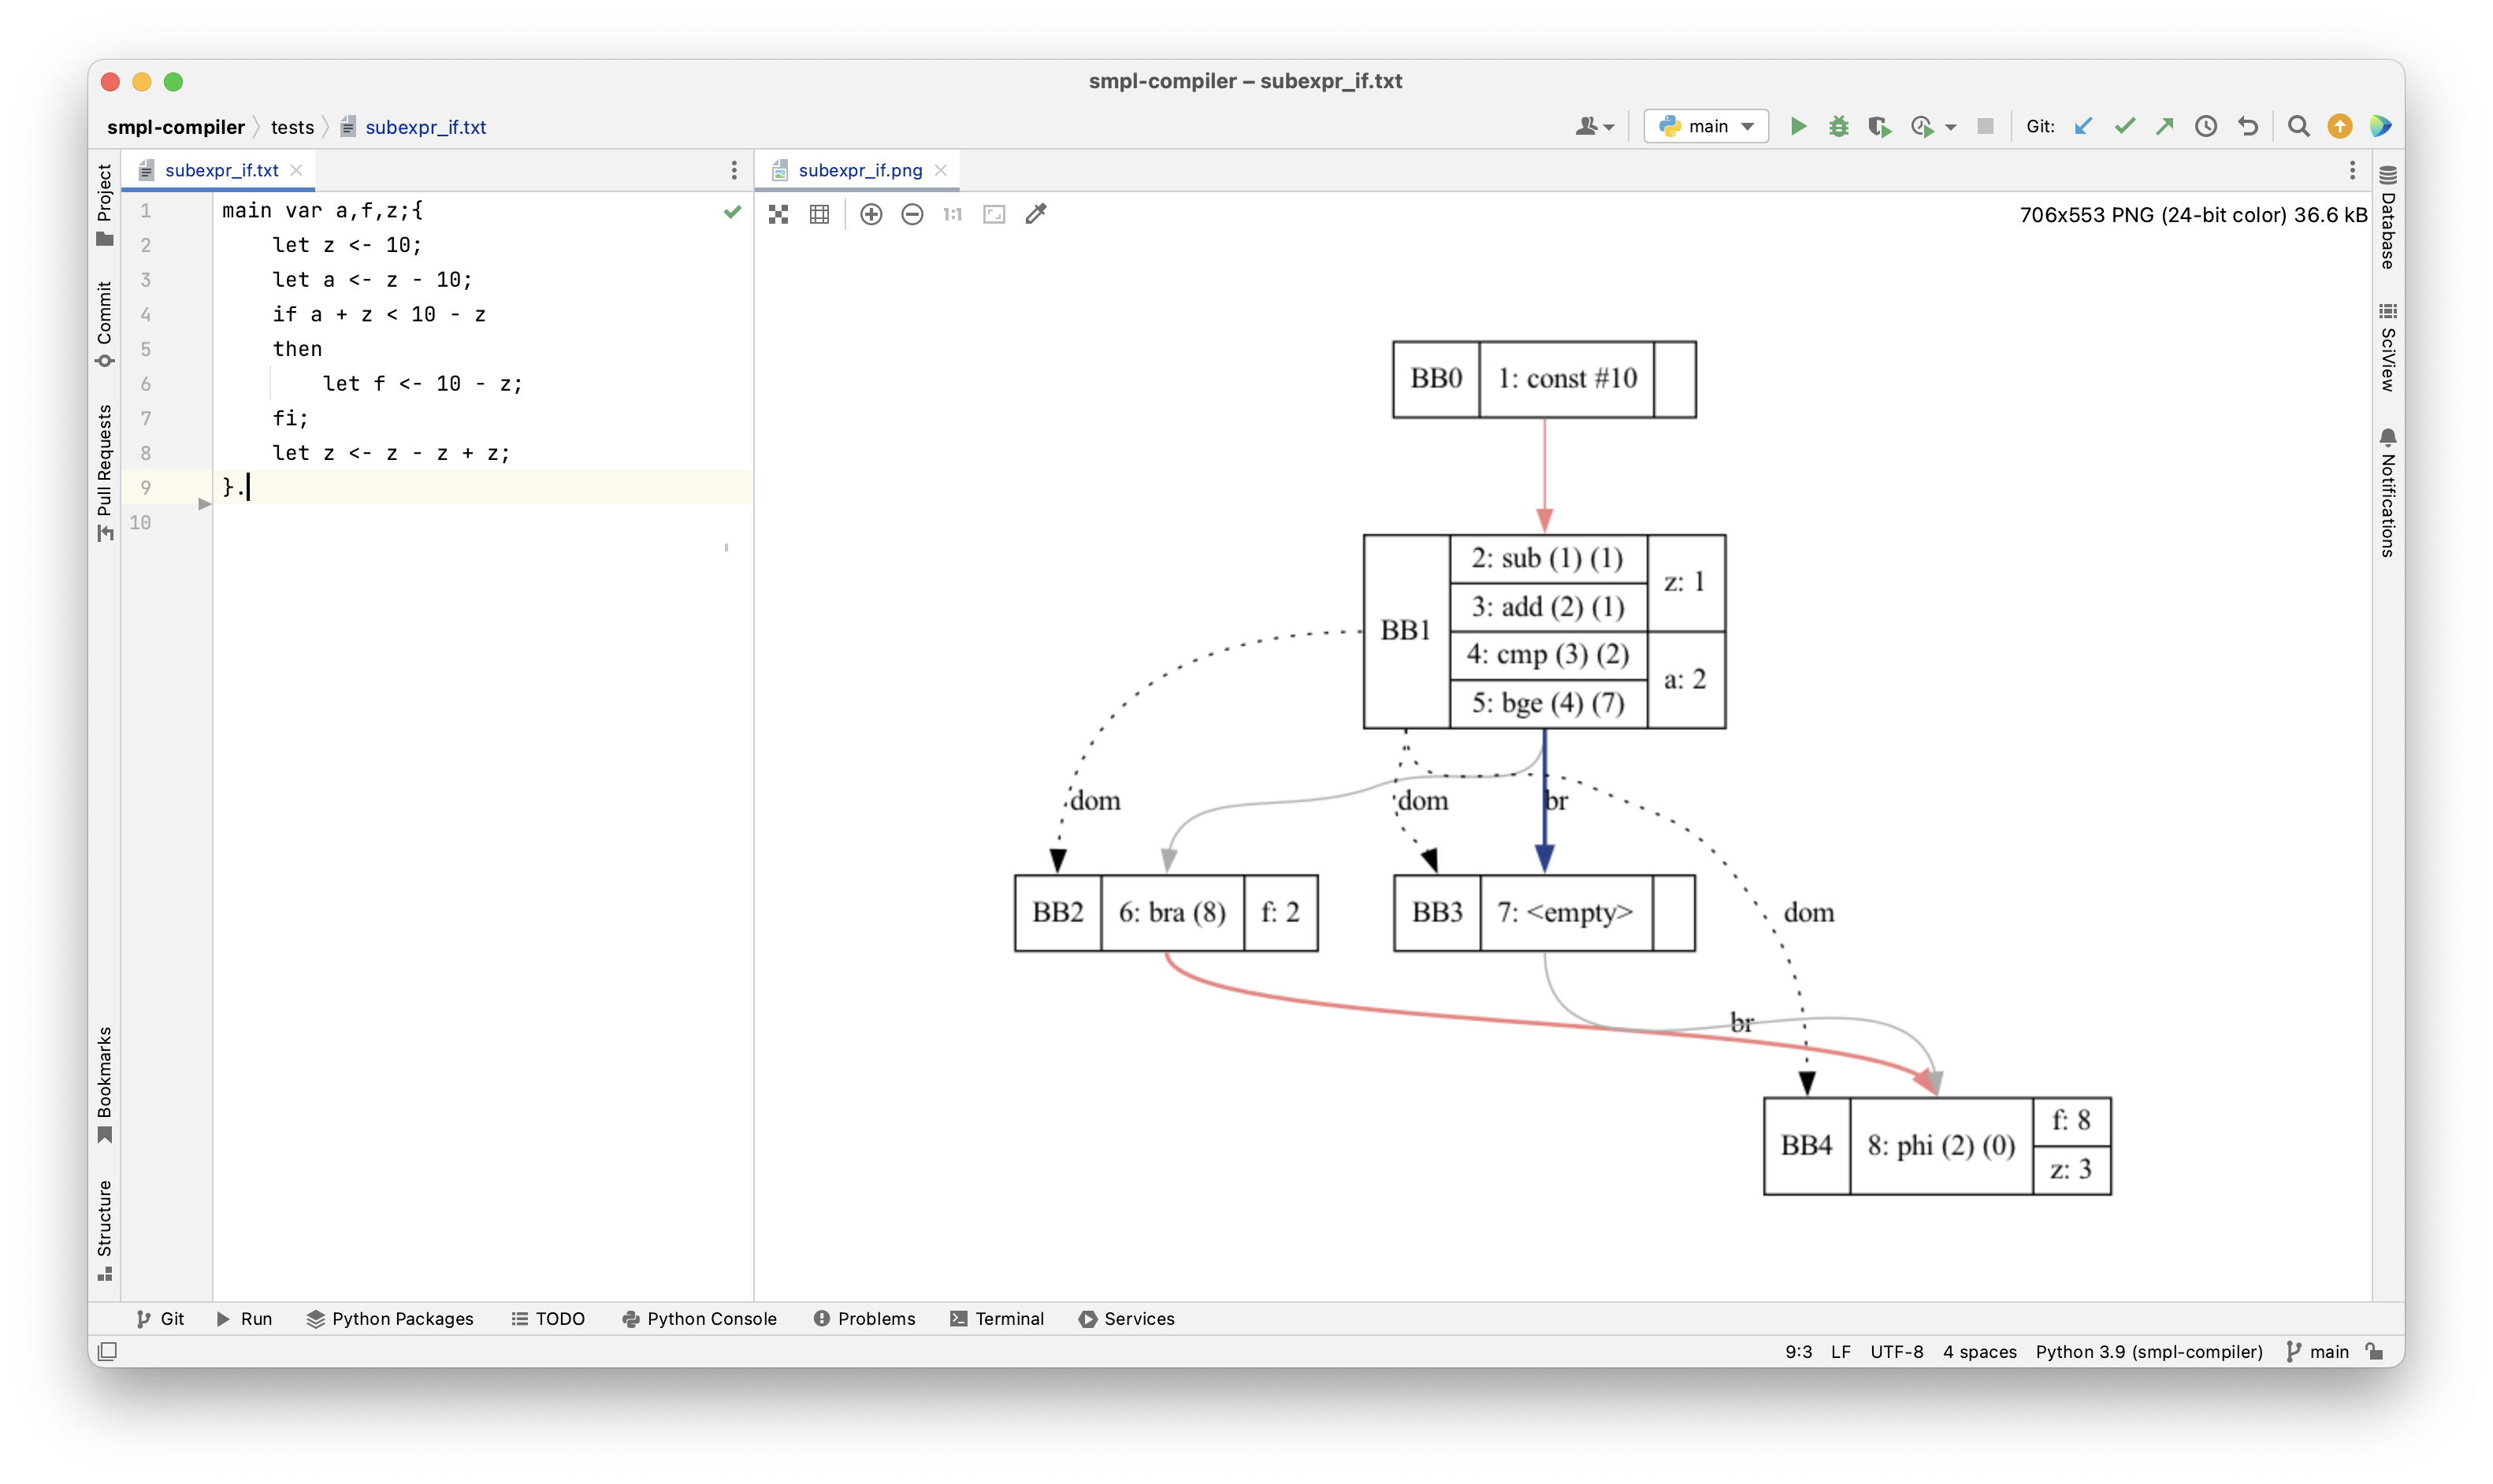 smpl-compiler – subexpr_if.txt
smpl-compiler 〉 tests 〉 subexpr_if.txt
main
Git:
Project
Commit
Pull Requests
Bookmarks
Structure
subexpr_if.txt
1 main var a,f,z;{
2     let z <- 10;
3     let a <- z - 10;
4     if a + z < 10 - z
5     then
6         let f <- 10 - z;
7     fi;
8     let z <- z - z + z;
9 }.
10
subexpr_if.png
1:1
706x553 PNG (24-bit color) 36.6 kB
BB0
1: const #10
BB1
2: sub (1) (1)
3: add (2) (1)
4: cmp (3) (2)
5: bge (4) (7)
z: 1
a: 2
dom
dom
br
BB2
6: bra (8)
f: 2
BB3
7: <empty>
dom
br
BB4
8: phi (2) (0)
f: 8
z: 3
Database
SciView
Notifications
Git
Run
Python Packages
TODO
Python Console
Problems
Terminal
Services
9:3 LF UTF-8 4 spaces Python 3.9 (smpl-compiler) main